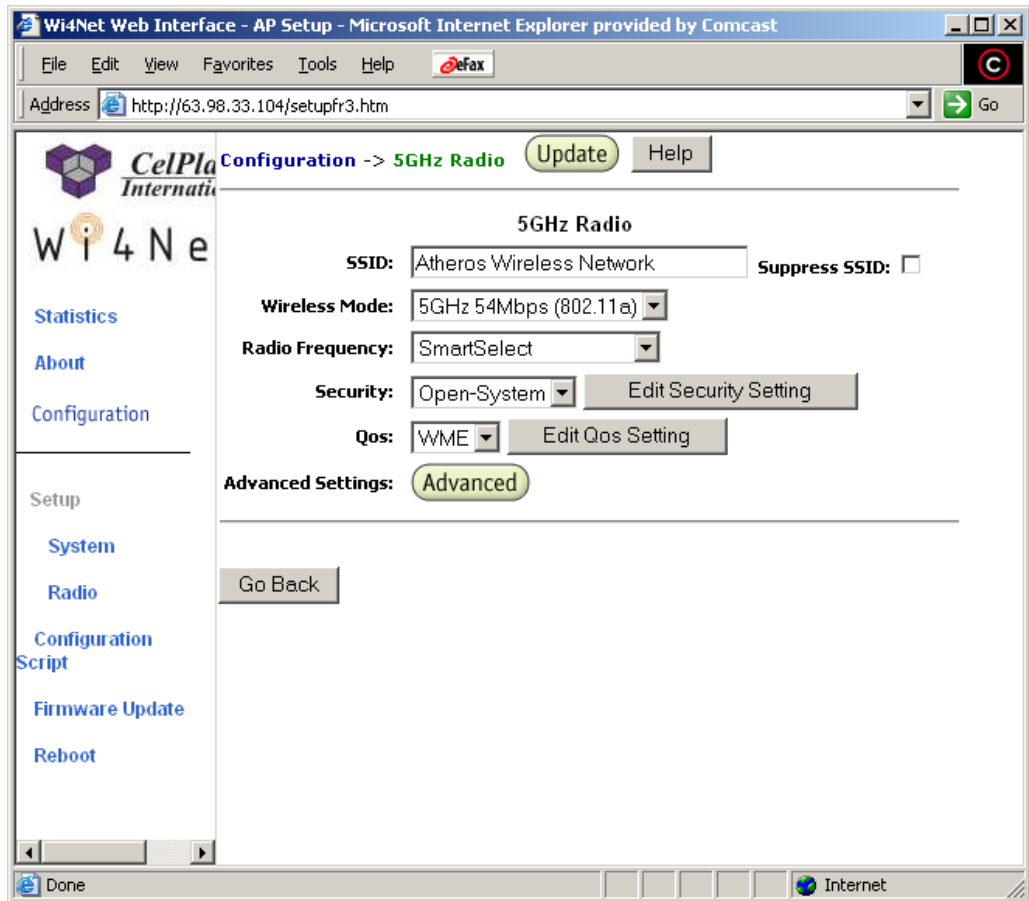 Wi4Net Web Interface - AP Setup - Microsoft Internet Explorer provided by Comcast
File Edit View Favorites Tools Help eFax
Address http://63.98.33.104/setupfr3.htm Go
CelPla
Internatio
Wi4Ne
Statistics
About
Configuration
Setup
System
Radio
Configuration
Script
Firmware Update
Reboot
Configuration -> 5GHz Radio Update Help
5GHz Radio
SSID: Atheros Wireless Network Suppress SSID:
Wireless Mode: 5GHz 54Mbps (802.11a)
Radio Frequency: SmartSelect
Security: Open-System Edit Security Setting
Qos: WME Edit Qos Setting
Advanced Settings: Advanced
Go Back
Done Internet